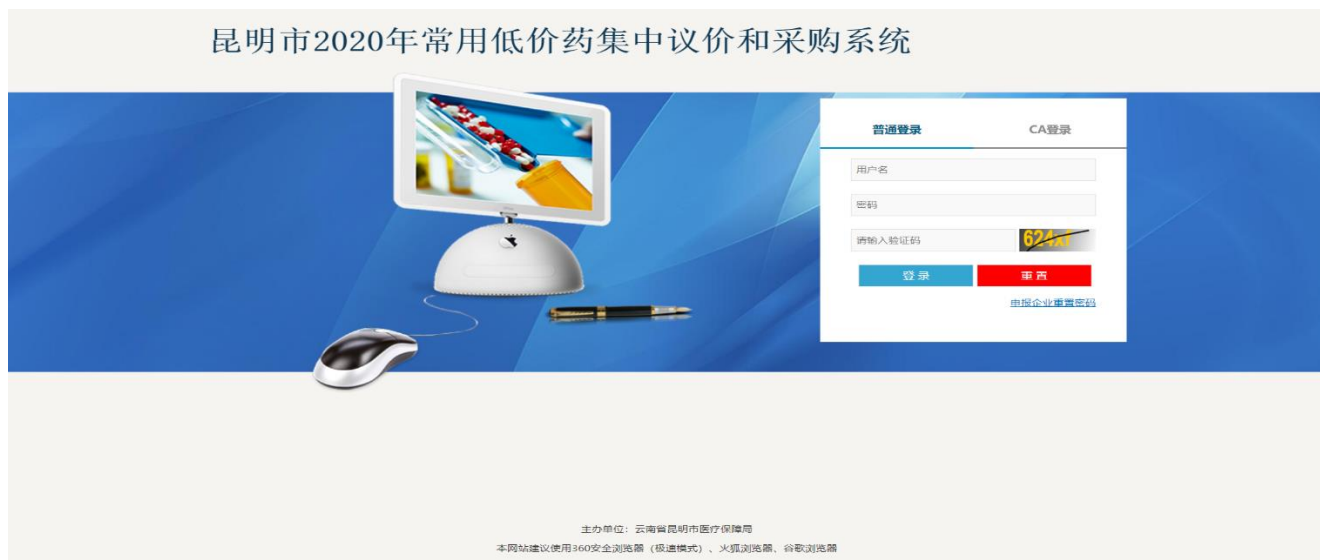 昆明市2020年常用低价药集中议价和采购系统
普通登录
CA登录
用户名
密码
请输入验证码
登录
重置
申报企业重置密码
主办单位：云南省昆明市医疗保障局
本网站建议使用360安全浏览器（极速模式）、火狐浏览器、谷歌浏览器